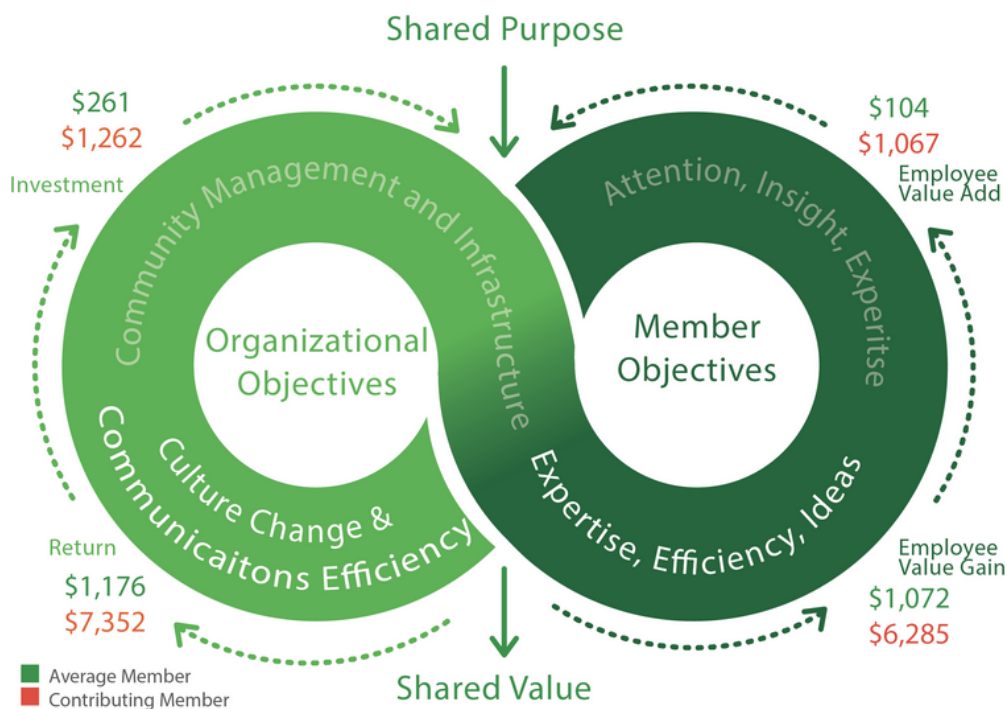 Shared Purpose
$261
$1,262
Investment
$104
$1,067
Employee
Value Add
Community Management and Infrastructure
Attention, Insight, Experitse
Organizational
Objectives
Member
Objectives
Culture Change &
Communicaitons Efficiency
Expertise, Efficiency, Ideas
Return
$1,176
$7,352
Employee
Value Gain
$1,072
$6,285
Shared Value
Average Member
Contributing Member